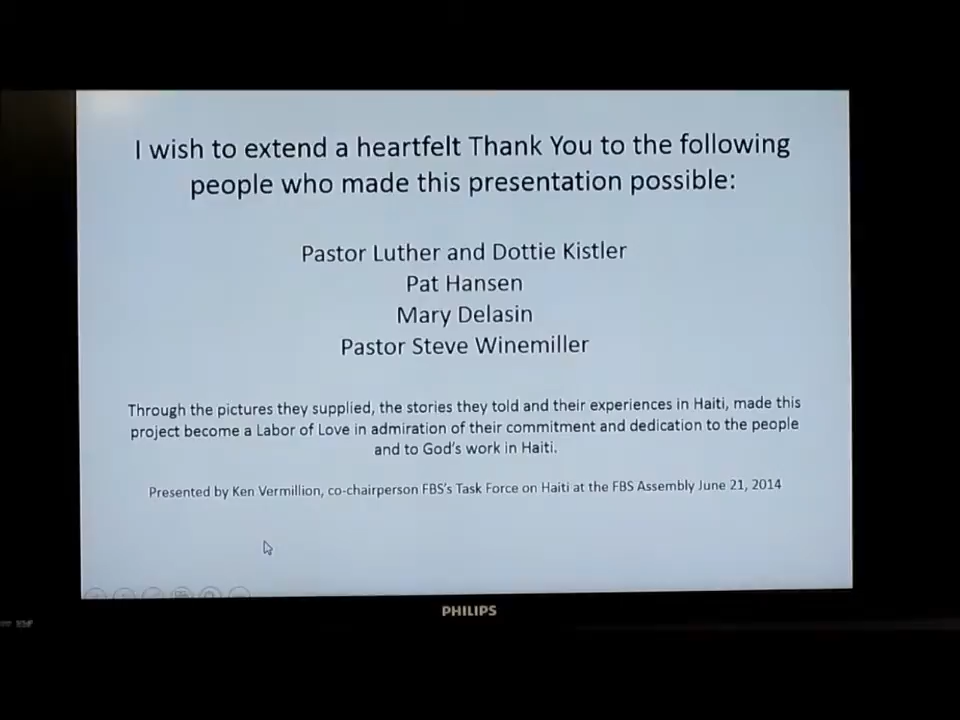 I wish to extend a heartfelt Thank You to the following
people who made this presentation possible:
Pastor Luther and Dottie Kistler
Pat Hansen
Mary Delasin
Pastor Steve Winemiller
Through the pictures they supplied, the stories they told and their experiences in Haiti, made this
project become a Labor of Love in admiration of their commitment and dedication to the people
and to God's work in Haiti.
Presented by Ken Vermillion, co-chairperson FBS's Task Force on Haiti at the FBS Assembly June 21, 2014
PHILIPS